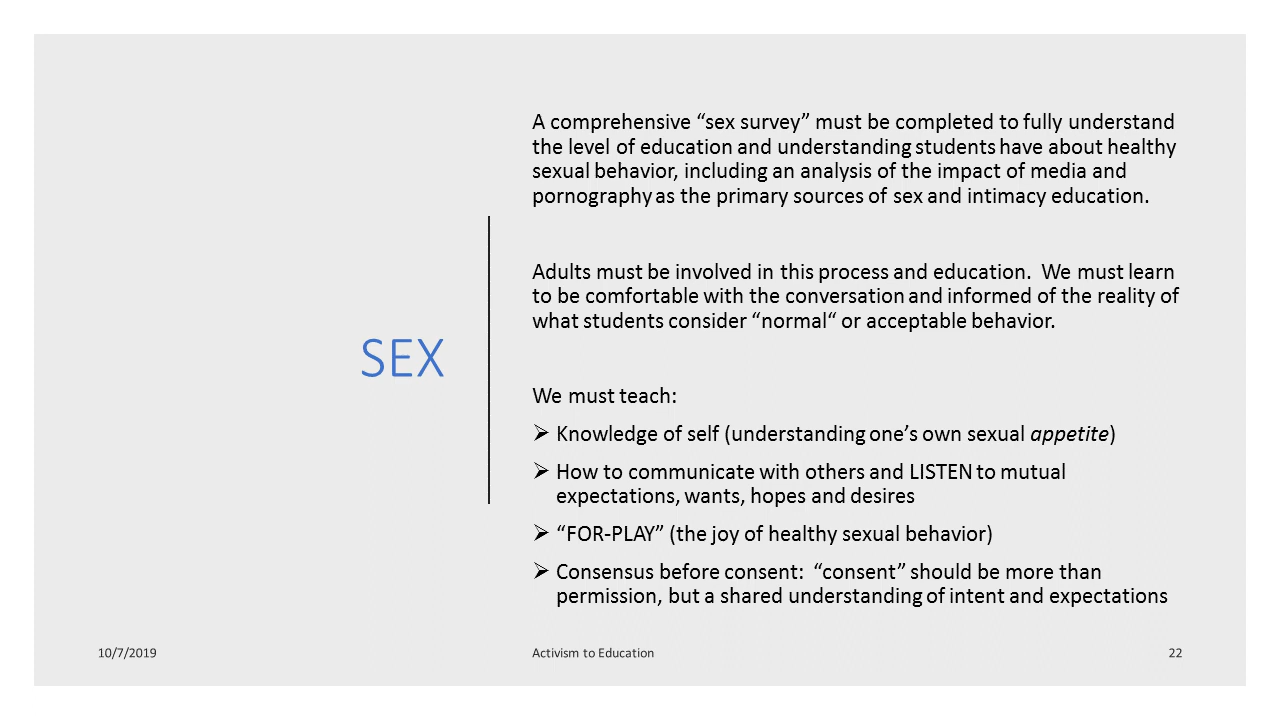 SEX
A comprehensive “sex survey” must be completed to fully understand
the level of education and understanding students have about healthy
sexual behavior, including an analysis of the impact of media and
pornography as the primary sources of sex and intimacy education.
Adults must be involved in this process and education.  We must learn
to be comfortable with the conversation and informed of the reality of
what students consider “normal“ or acceptable behavior.
We must teach:
➢ Knowledge of self (understanding one’s own sexual appetite)
➢ How to communicate with others and LISTEN to mutual
expectations, wants, hopes and desires
➢ “FOR-PLAY” (the joy of healthy sexual behavior)
➢ Consensus before consent:  “consent” should be more than
permission, but a shared understanding of intent and expectations
10/7/2019
Activism to Education
22